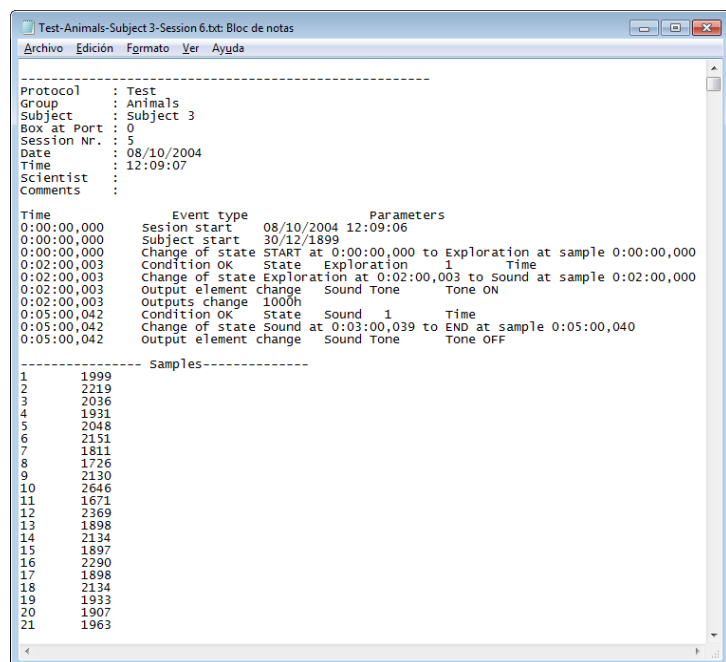 Test-Animals-Subject 3-Session 6.txt: Bloc de notas
Archivo Edición Formato Ver Ayuda
-------------------------------------------------------
Protocol : Test
Group : Animals
Subject : Subject 3
Box at Port : 0
Session Nr. : 5
Date : 08/10/2004
Time : 12:09:07
Scientist :
Comments :
Time Event type Parameters
0:00:00,000 Sesion start 08/10/2004 12:09:06
0:00:00,000 Subject start 30/12/1899
0:00:00,000 Change of state START at 0:00:00,000 to Exploration at sample 0:00:00,000
0:02:00,003 Condition OK State Exploration 1 Time
0:02:00,003 Change of state Exploration at 0:02:00,003 to Sound at sample 0:02:00,000
0:02:00,003 Output element change Sound Tone Tone ON
0:02:00,003 Outputs change 1000h
0:05:00,042 Condition OK State Sound 1 Time
0:05:00,042 Change of state Sound at 0:03:00,039 to END at sample 0:05:00,040
0:05:00,042 Output element change Sound Tone Tone OFF
---------------- Samples--------------
1 1999
2 2219
3 2036
4 1931
5 2048
6 2151
7 1811
8 1726
9 2130
10 2646
11 1671
12 2369
13 1898
14 2134
15 1897
16 2290
17 1898
18 2134
19 1933
20 1907
21 1963